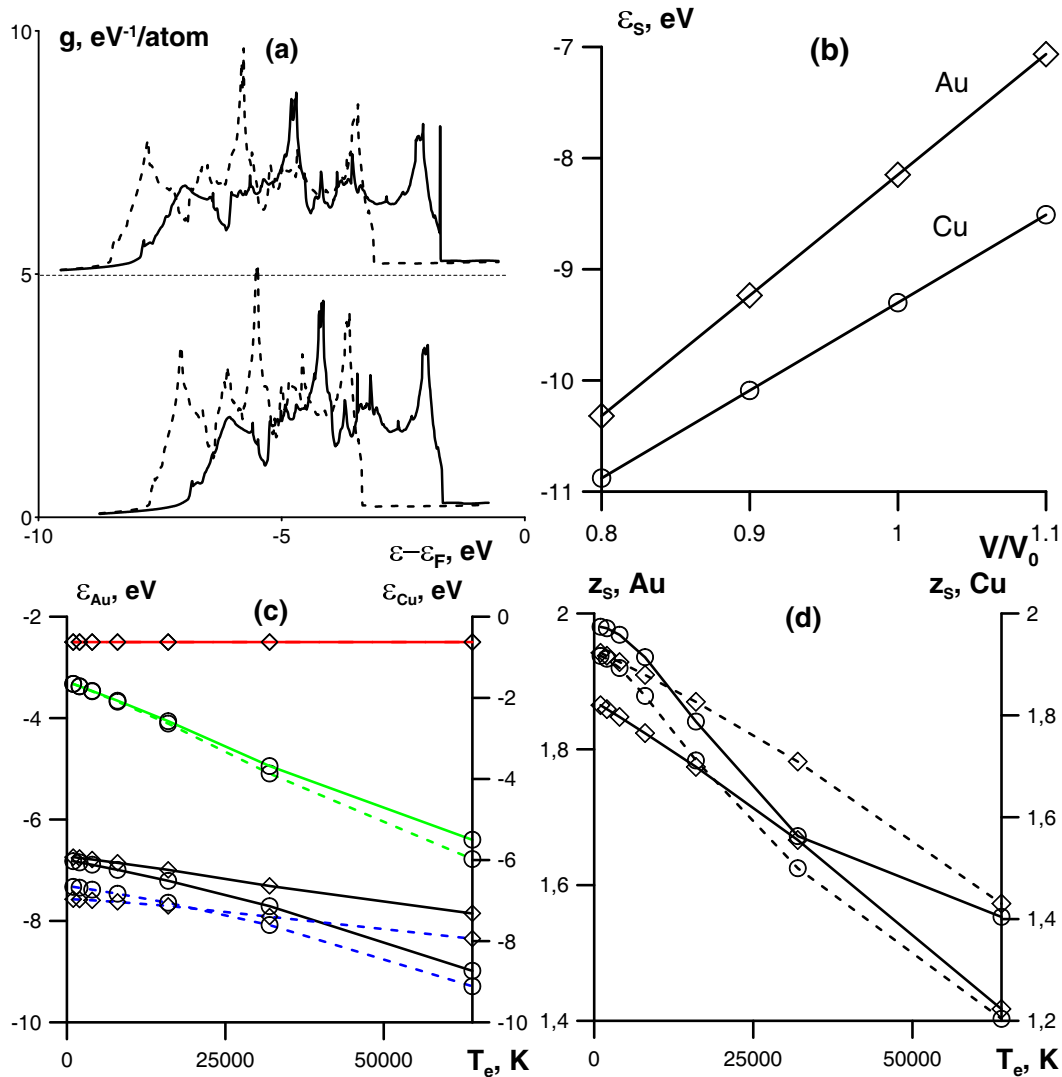 g, eV⁻¹/atom
(a)
10
5
0
-10
-5
0
ε−ε_F, eV
ε_S, eV
(b)
-7
-8
-9
-10
-11
Au
Cu
0.8
0.9
1
1.1
V/V₀
ε_Au, eV
(c)
ε_Cu, eV
-2
-4
-6
-8
-10
0
-2
-4
-6
-8
-10
0
25000
50000
T_e, K
z_S, Au
(d)
z_S, Cu
2
1,8
1,6
1,4
2
1,8
1,6
1,4
1,2
0
25000
50000
T_e, K